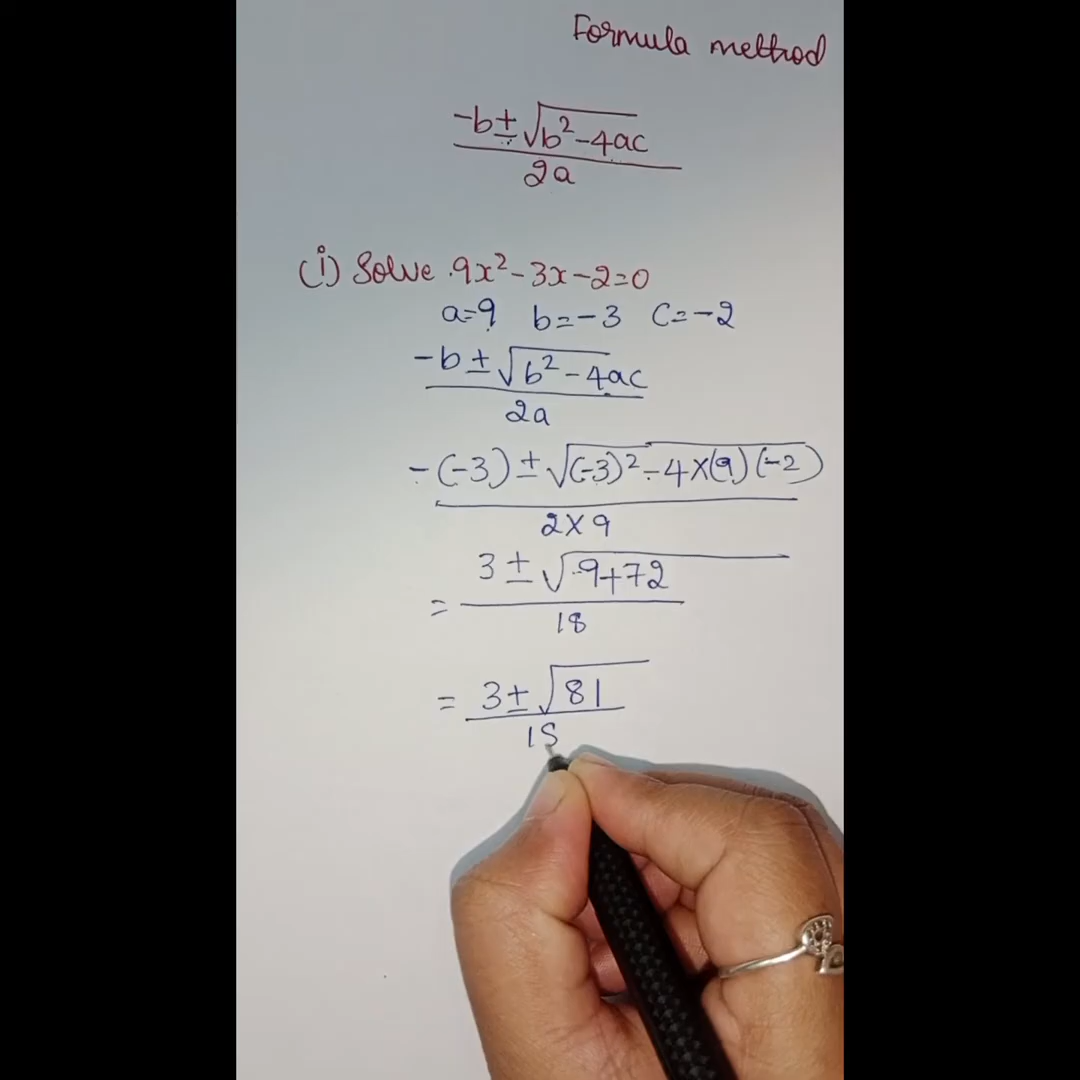 Formula method
-b ± √b² - 4ac
2a
(i) Solve 9x² - 3x - 2 = 0
a = 9 b = -3 c = -2
-b ± √b² - 4ac
2a
-(-3) ± √(-3)² - 4 × (9) (-2)
2 × 9
3 ± √9 + 72
=
18
= 3 ± √81